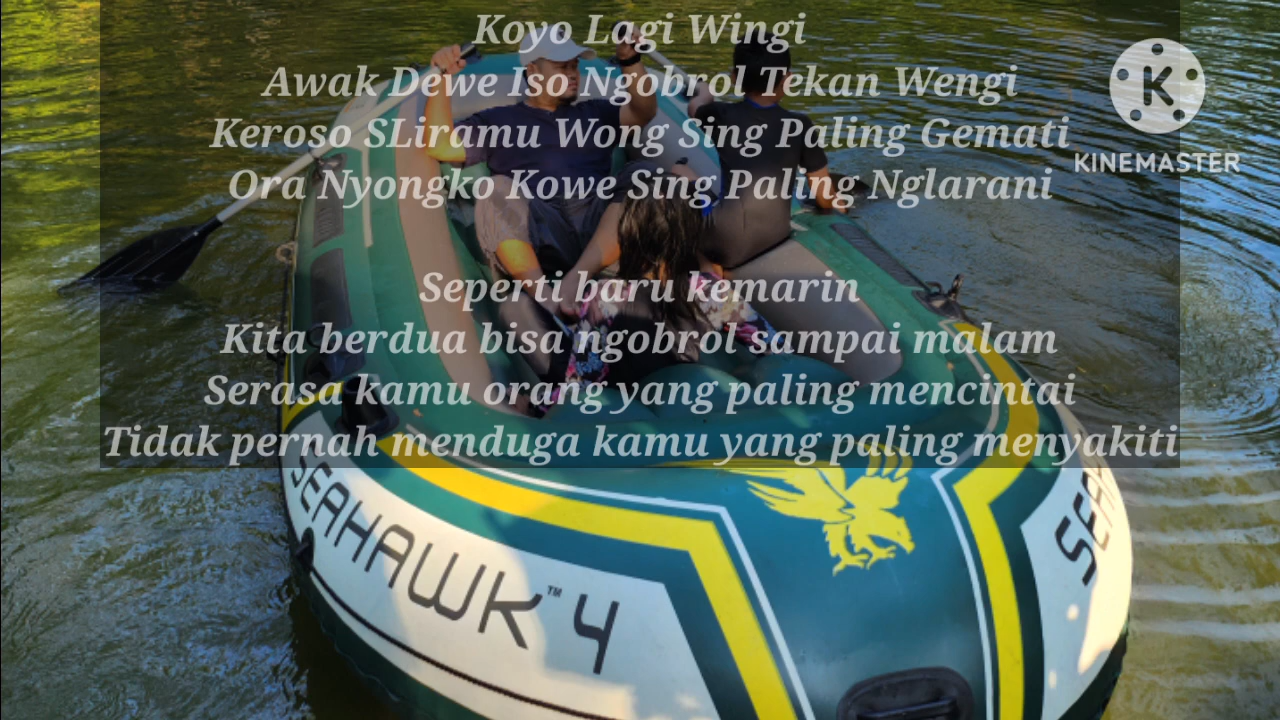 Koyo Lagi Wingi
Awak Dewe Iso Ngobrol Tekan Wengi
Keroso SLiramu Wong Sing Paling Gemati
Ora Nyongko Kowe Sing Paling Nglarani
Seperti baru kemarin
Kita berdua bisa ngobrol sampai malam
Serasa kamu orang yang paling mencintai
Tidak pernah menduga kamu yang paling menyakiti
K
KINEMASTER
SEAHAWK™ 4
SEA